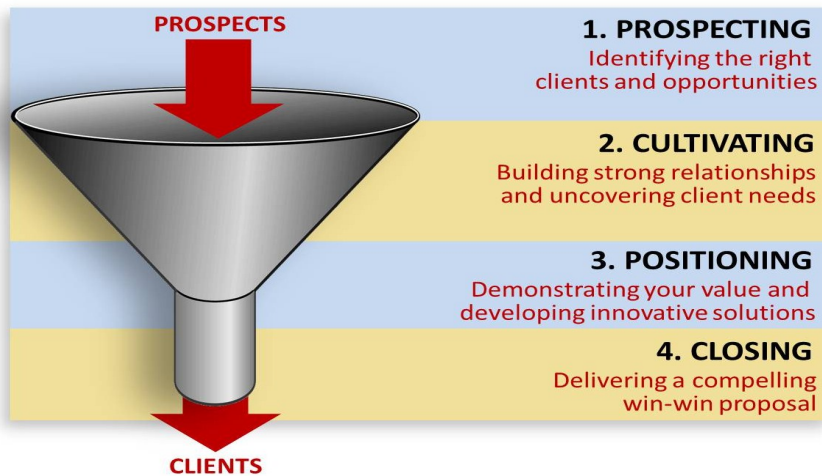 PROSPECTS
1. PROSPECTING
Identifying the right
clients and opportunities
2. CULTIVATING
Building strong relationships
and uncovering client needs
3. POSITIONING
Demonstrating your value and
developing innovative solutions
4. CLOSING
Delivering a compelling
win-win proposal
CLIENTS